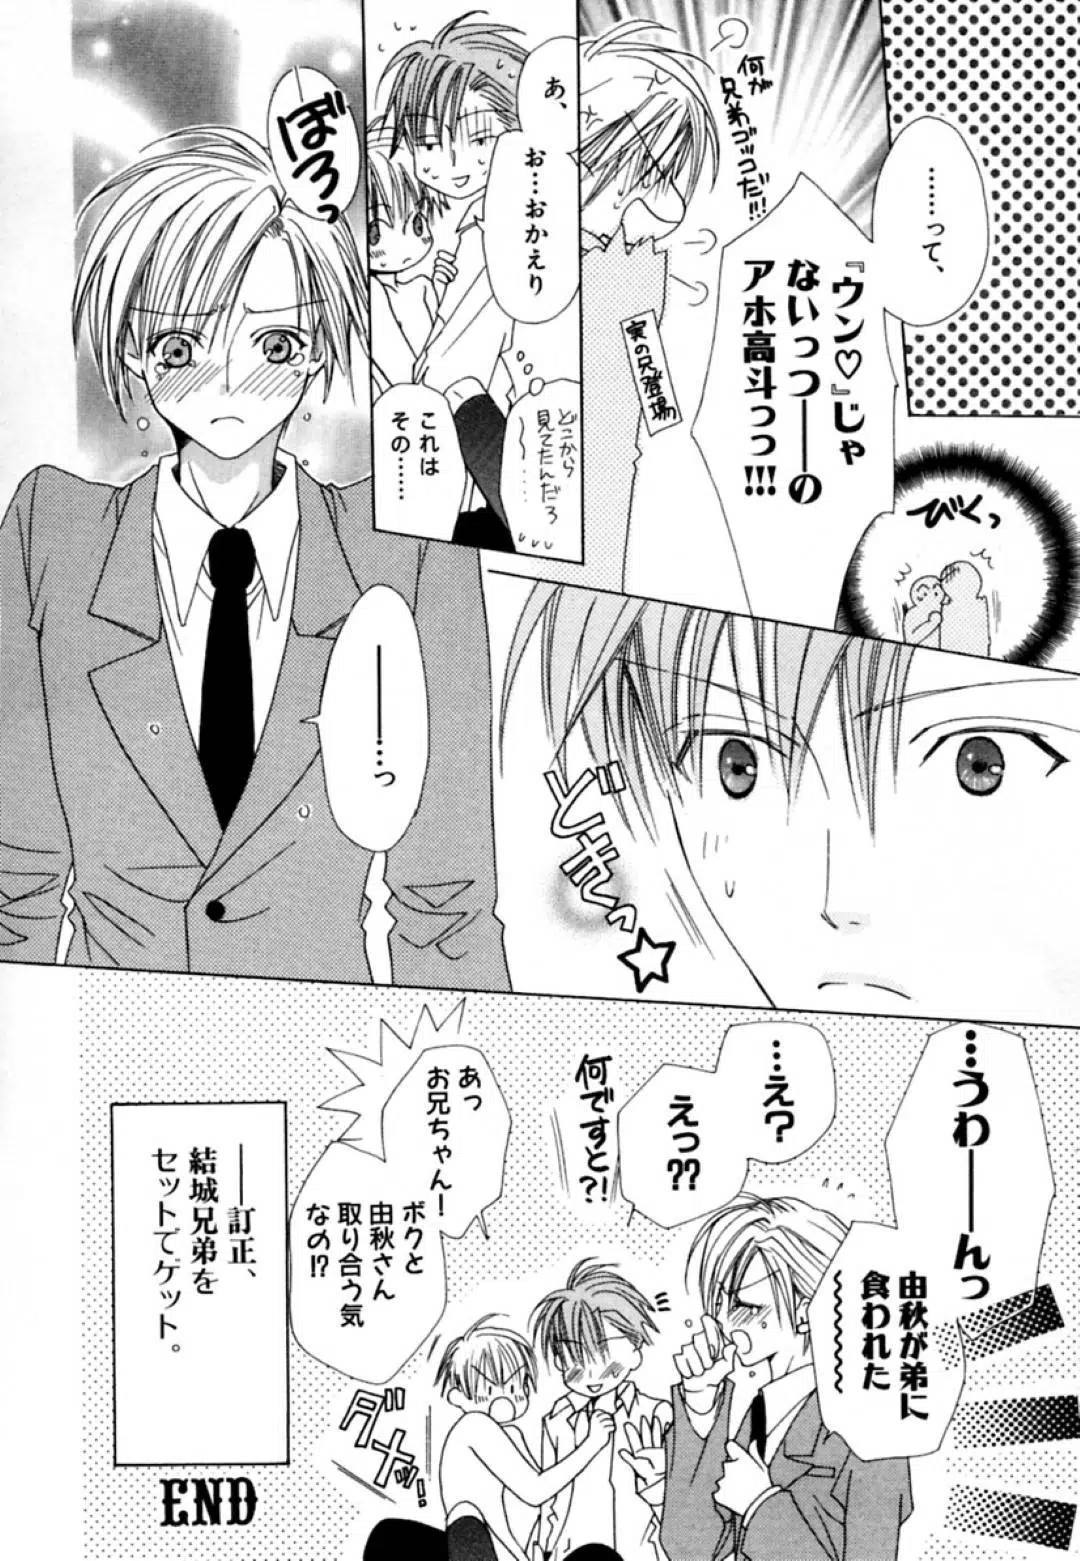 ……って、
『ウン♡』じゃ
ないっつ――の
アホ高斗っっ!!!
何が
兄弟ゴッコだ!!!
実の兄登場
びくっ
あ、
お…おかえり
どこから
見てたんだろ
これは
その……
ぼろっ
どきっ☆
――…っ
…うわ――んっ
由秋が弟に
食われた
…え?
えっ??
何ですと?!
あっ
お兄ちゃん!
ボクと
由秋さん
取り合う気
なの!?
ダメッ!
――訂正、
結城兄弟を
セットでゲット。
END